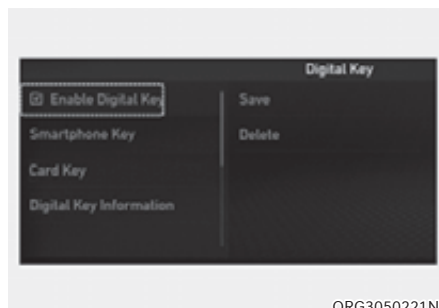 Digital Key
Enable Digital Key
Save
Smartphone Key
Delete
Card Key
Digital Key Information
ORG3050221N